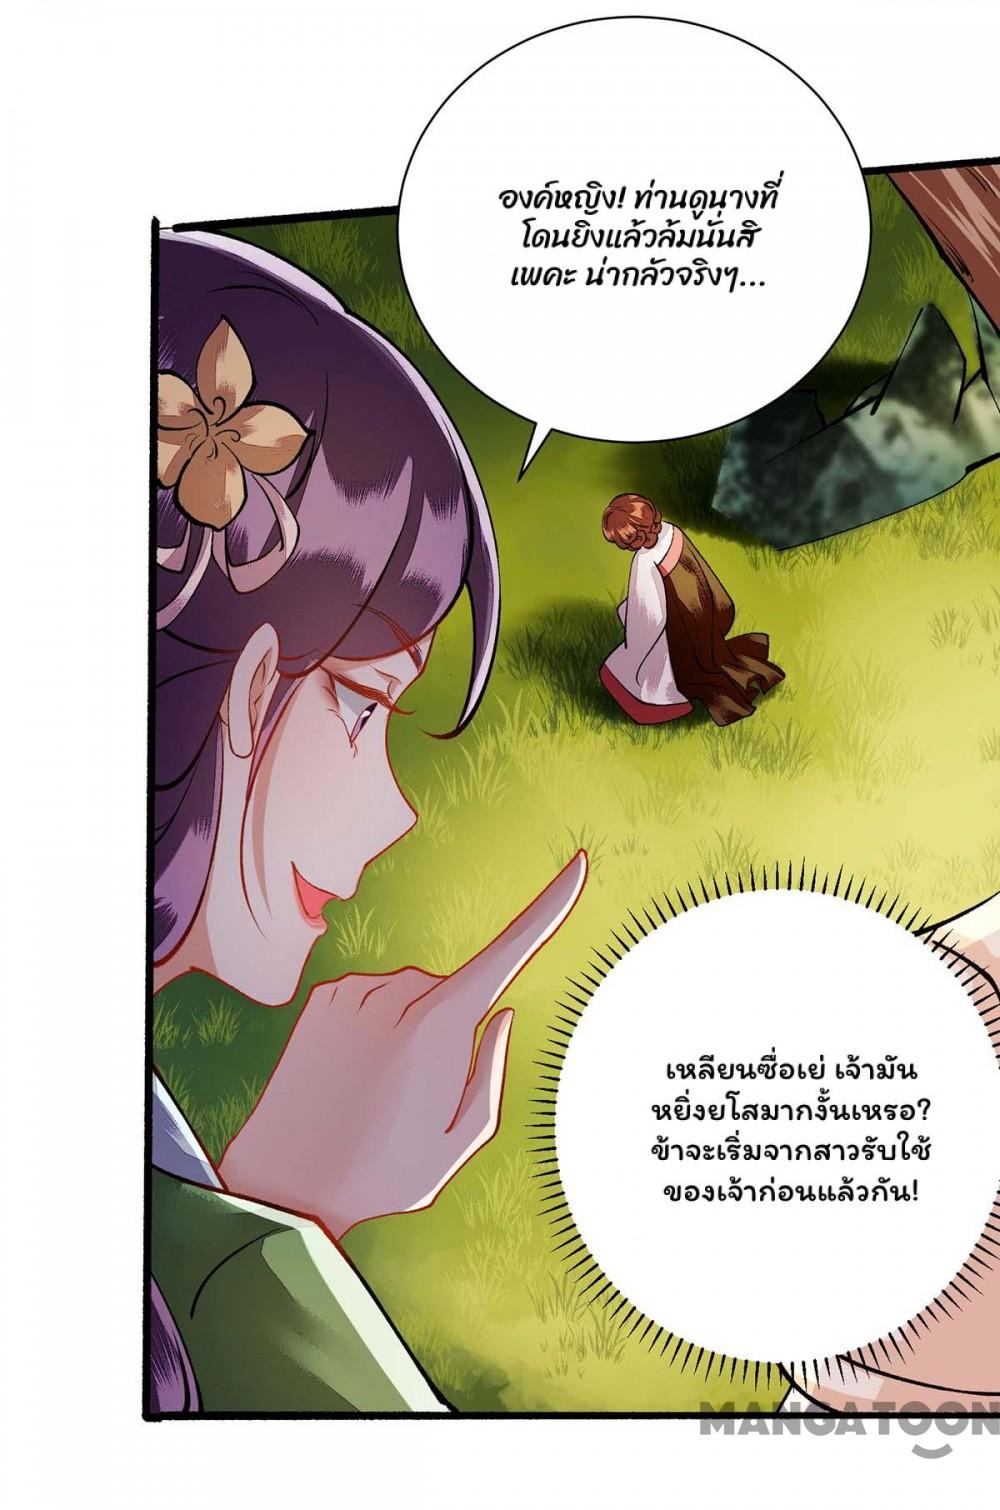 องค์หญิง! ท่านดูนางที่
โดนยิงแล้วล้มนั่นสิ
เพคะ น่ากลัวจริงๆ...
เหลียนซื่อเย่ เจ้ามัน
หยิ่งยโสมากงั้นเหรอ?
ข้าจะเริ่มจากสาวรับใช้
ของเจ้าก่อนแล้วกัน!
MANGATOON